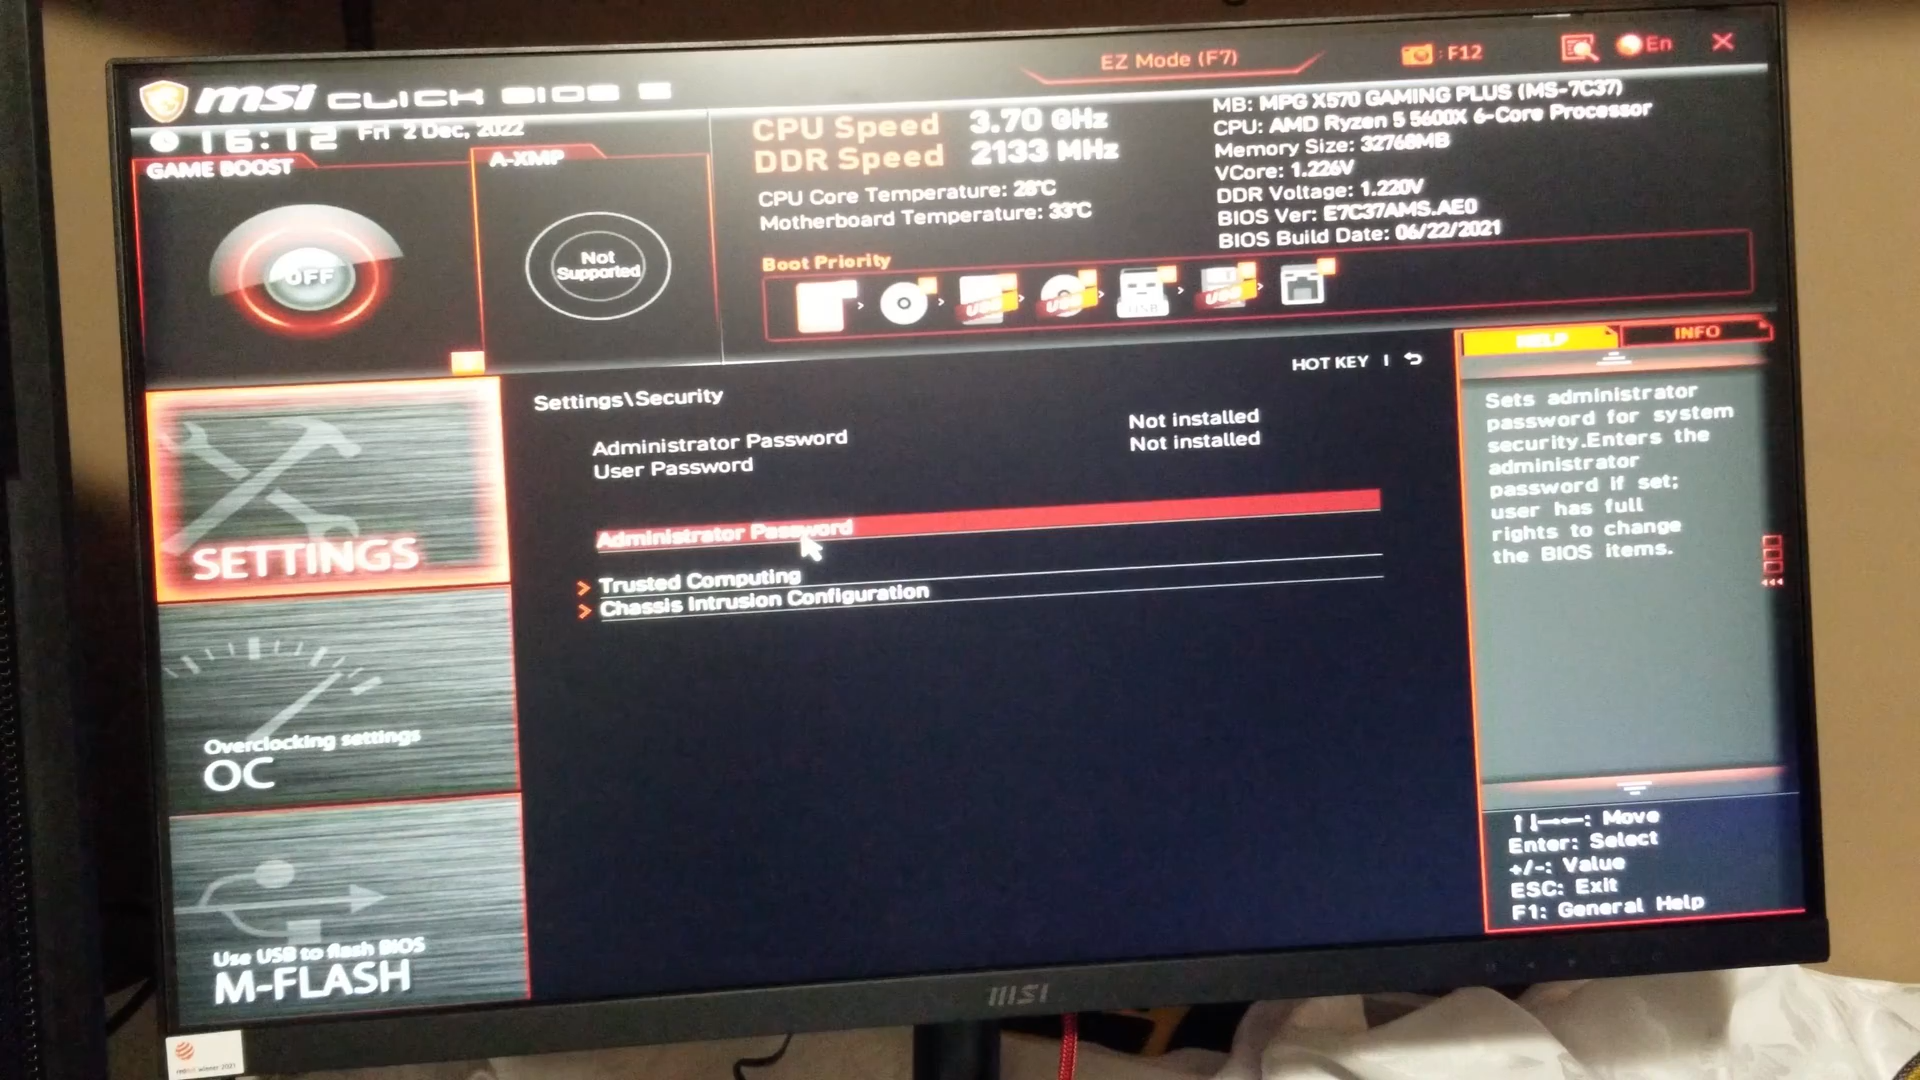 EZ Mode (F7)
: F12
En
X
msi CLICK BIOS 5
16:12 Fri 2 Dec, 2022
GAME BOOST
OFF
A-XMP
Not
Supported
CPU Speed 3.70 GHz
DDR Speed 2133 MHz
CPU Core Temperature: 28°C
Motherboard Temperature: 33°C
MB: MPG X570 GAMING PLUS (MS-7C37)
CPU: AMD Ryzen 5 5600X 6-Core Processor
Memory Size: 32768MB
VCore: 1.226V
DDR Voltage: 1.220V
BIOS Ver: E7C37AMS.AE0
BIOS Build Date: 06/22/2021
Boot Priority
USB
USB
USB
USB
HOT KEY |
HELP
INFO
SETTINGS
Overclocking settings
OC
Use USB to flash BIOS
M-FLASH
Settings\Security
Administrator Password Not installed
User Password Not installed
Administrator Password
> Trusted Computing
> Chassis Intrusion Configuration
Sets administrator
password for system
security.Enters the
administrator
password if set;
user has full
rights to change
the BIOS items.
↑↓→←: Move
Enter: Select
+/-: Value
ESC: Exit
F1: General Help
msi
winner 2021